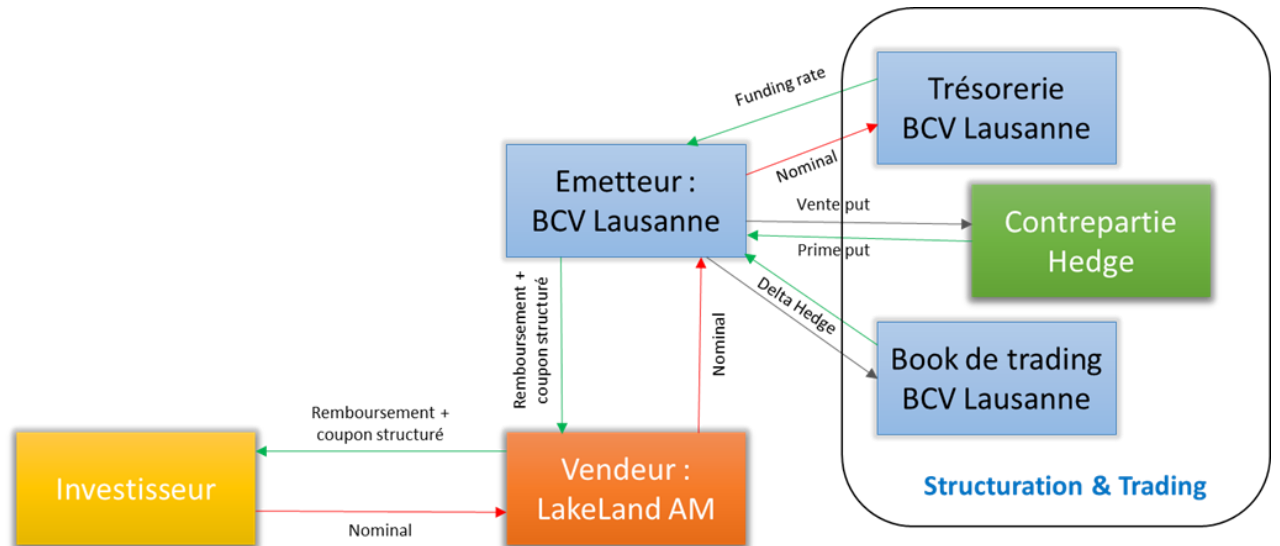 Funding rate
Trésorerie
BCV Lausanne
Nominal
Emetteur :
BCV Lausanne
Vente put
Prime put
Contrepartie
Hedge
Delta Hedge
Book de trading
BCV Lausanne
Remboursement +
coupon structuré
Nominal
Remboursement +
coupon structuré
Investisseur
Nominal
Vendeur :
LakeLand AM
Structuration & Trading